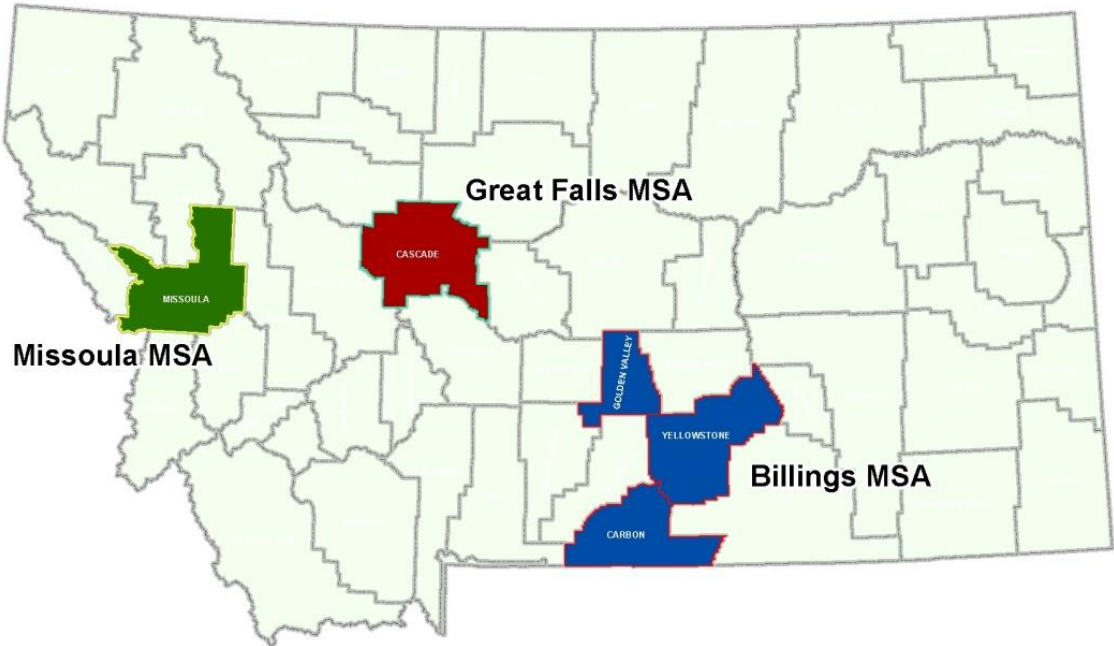 Great Falls MSA
CASCADE
MISSOULA
Missoula MSA
GOLDEN VALLEY
YELLOWSTONE
Billings MSA
CARBON